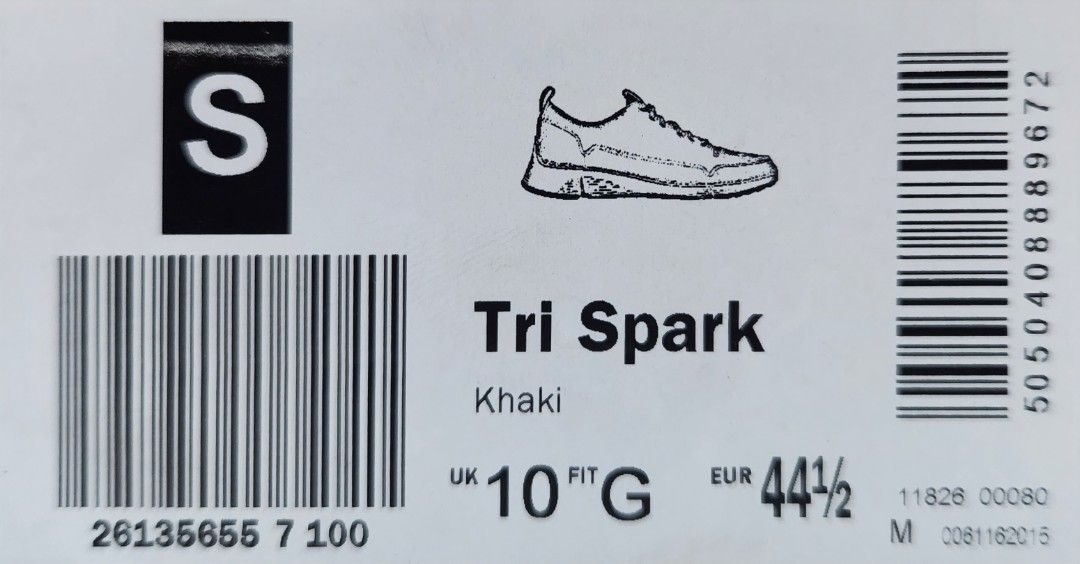 S
Tri Spark
Khaki
UK 10 FIT G EUR 44½
26135655 7 100
5050408889672
11826 00080
M 0061162015